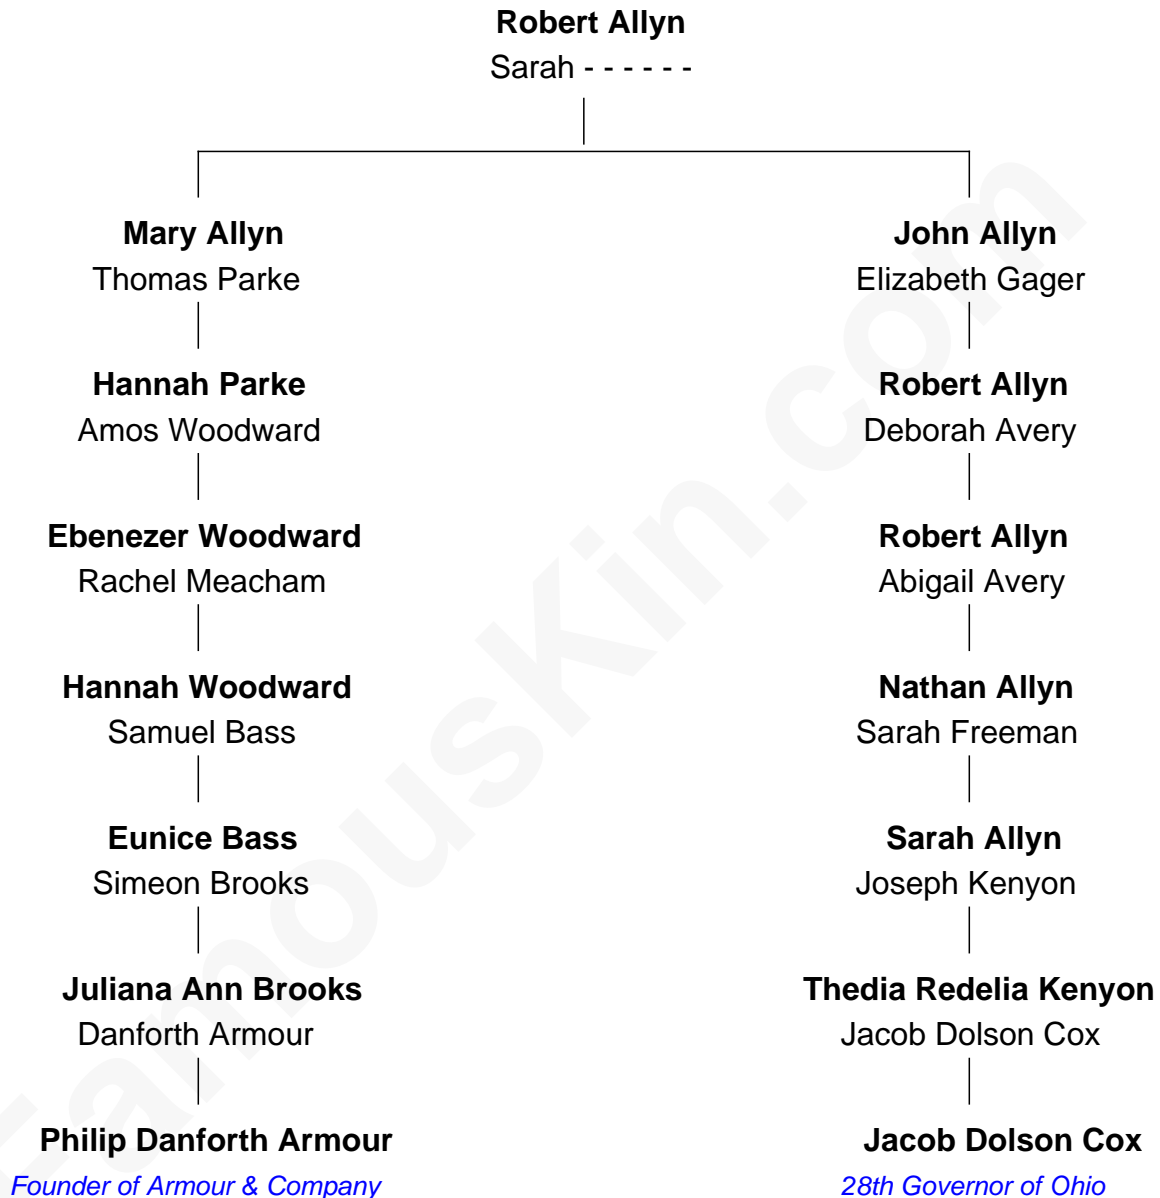 Robert Allyn
Sarah - - - - - -
Mary Allyn
Thomas Parke
John Allyn
Elizabeth Gager
Hannah Parke
Amos Woodward
Robert Allyn
Deborah Avery
Ebenezer Woodward
Rachel Meacham
Robert Allyn
Abigail Avery
Hannah Woodward
Samuel Bass
Nathan Allyn
Sarah Freeman
Eunice Bass
Simeon Brooks
Sarah Allyn
Joseph Kenyon
Juliana Ann Brooks
Danforth Armour
Thedia Redelia Kenyon
Jacob Dolson Cox
Philip Danforth Armour
Founder of Armour & Company
Jacob Dolson Cox
28th Governor of Ohio
FamousKin.com